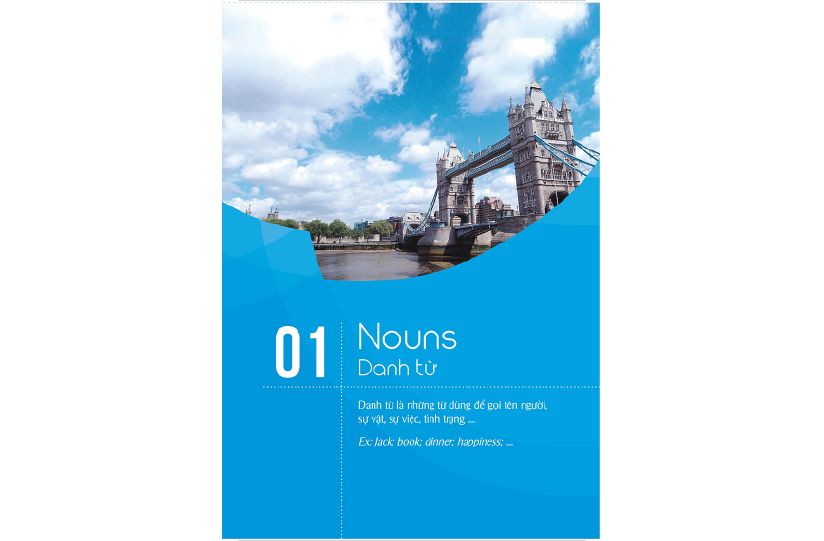 01
Nouns
Danh từ
Danh từ là những từ dùng để gọi tên người,
sự vật, sự việc, tình trạng ...
Ex: lack; book; dinner; happiness; ...